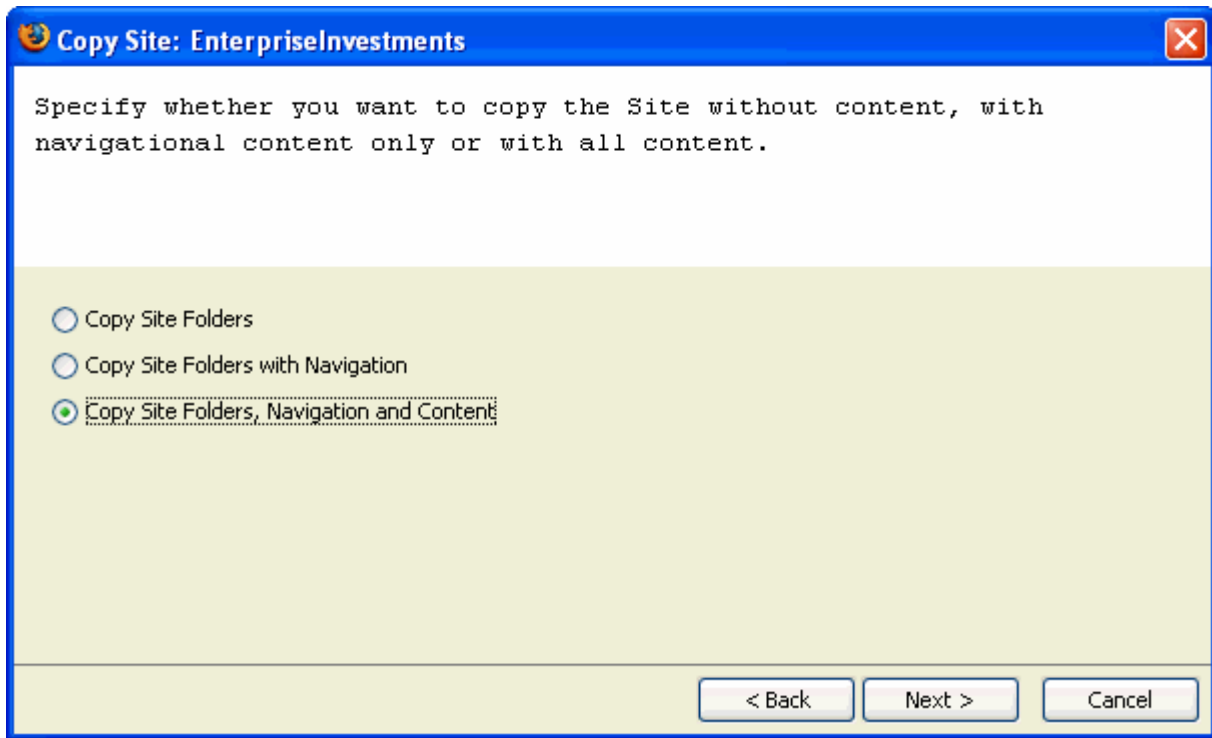 Copy Site: EnterpriseInvestments
Specify whether you want to copy the Site without content, with
navigational content only or with all content.
Copy Site Folders
Copy Site Folders with Navigation
Copy Site Folders, Navigation and Content
< Back
Next >
Cancel